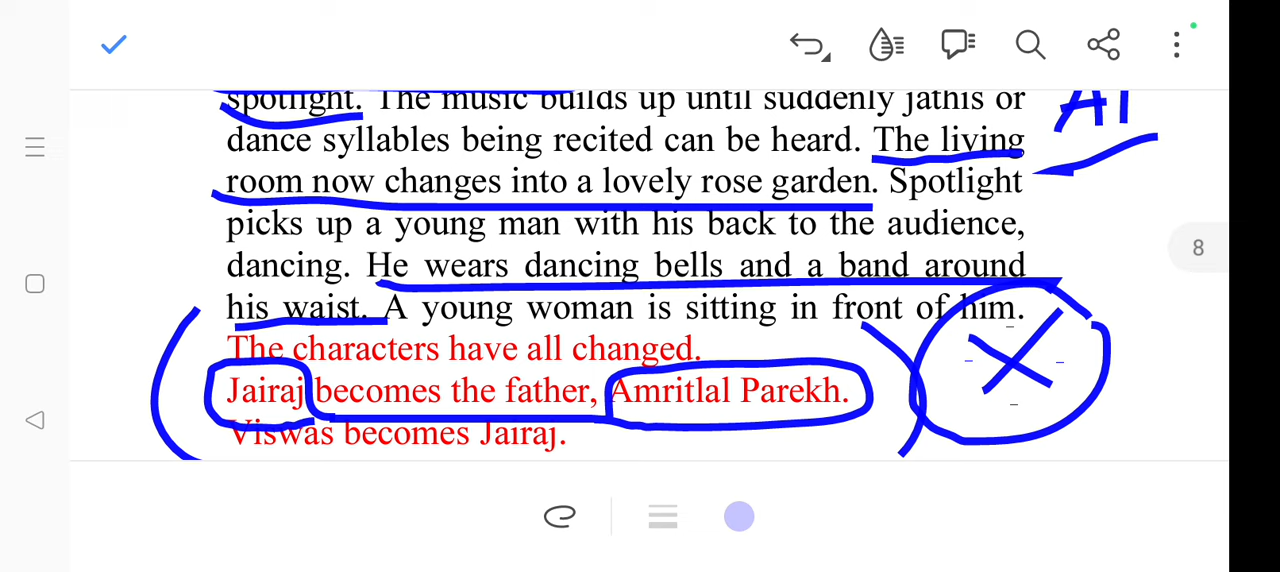 spotlight. The music builds up until suddenly jathis or
AT
dance syllables being recited can be heard. The living
room now changes into a lovely rose garden. Spotlight
picks up a young man with his back to the audience,
8
dancing. He wears dancing bells and a band around
his waist. A young woman is sitting in front of him.
The characters have all changed.
Jairaj becomes the father, Amritlal Parekh.
Viswas becomes Jairaj.